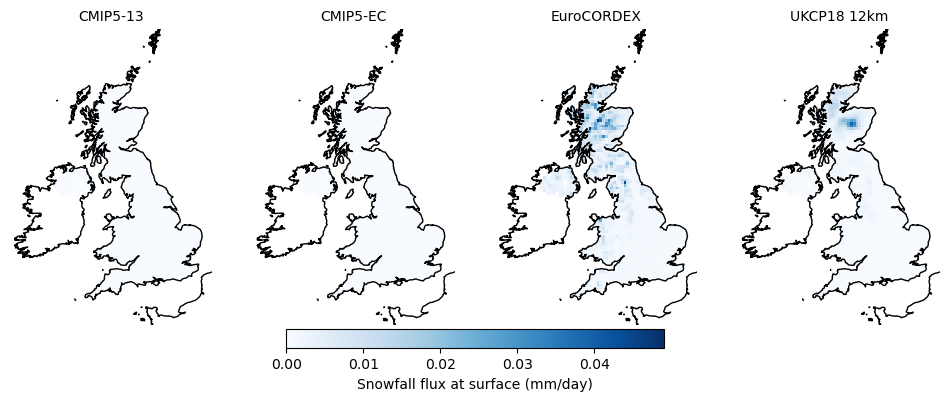 CMIP5-13 CMIP5-EC EuroCORDEX UKCP18 12km
0.00 0.01 0.02 0.03 0.04
Snowfall flux at surface (mm/day)